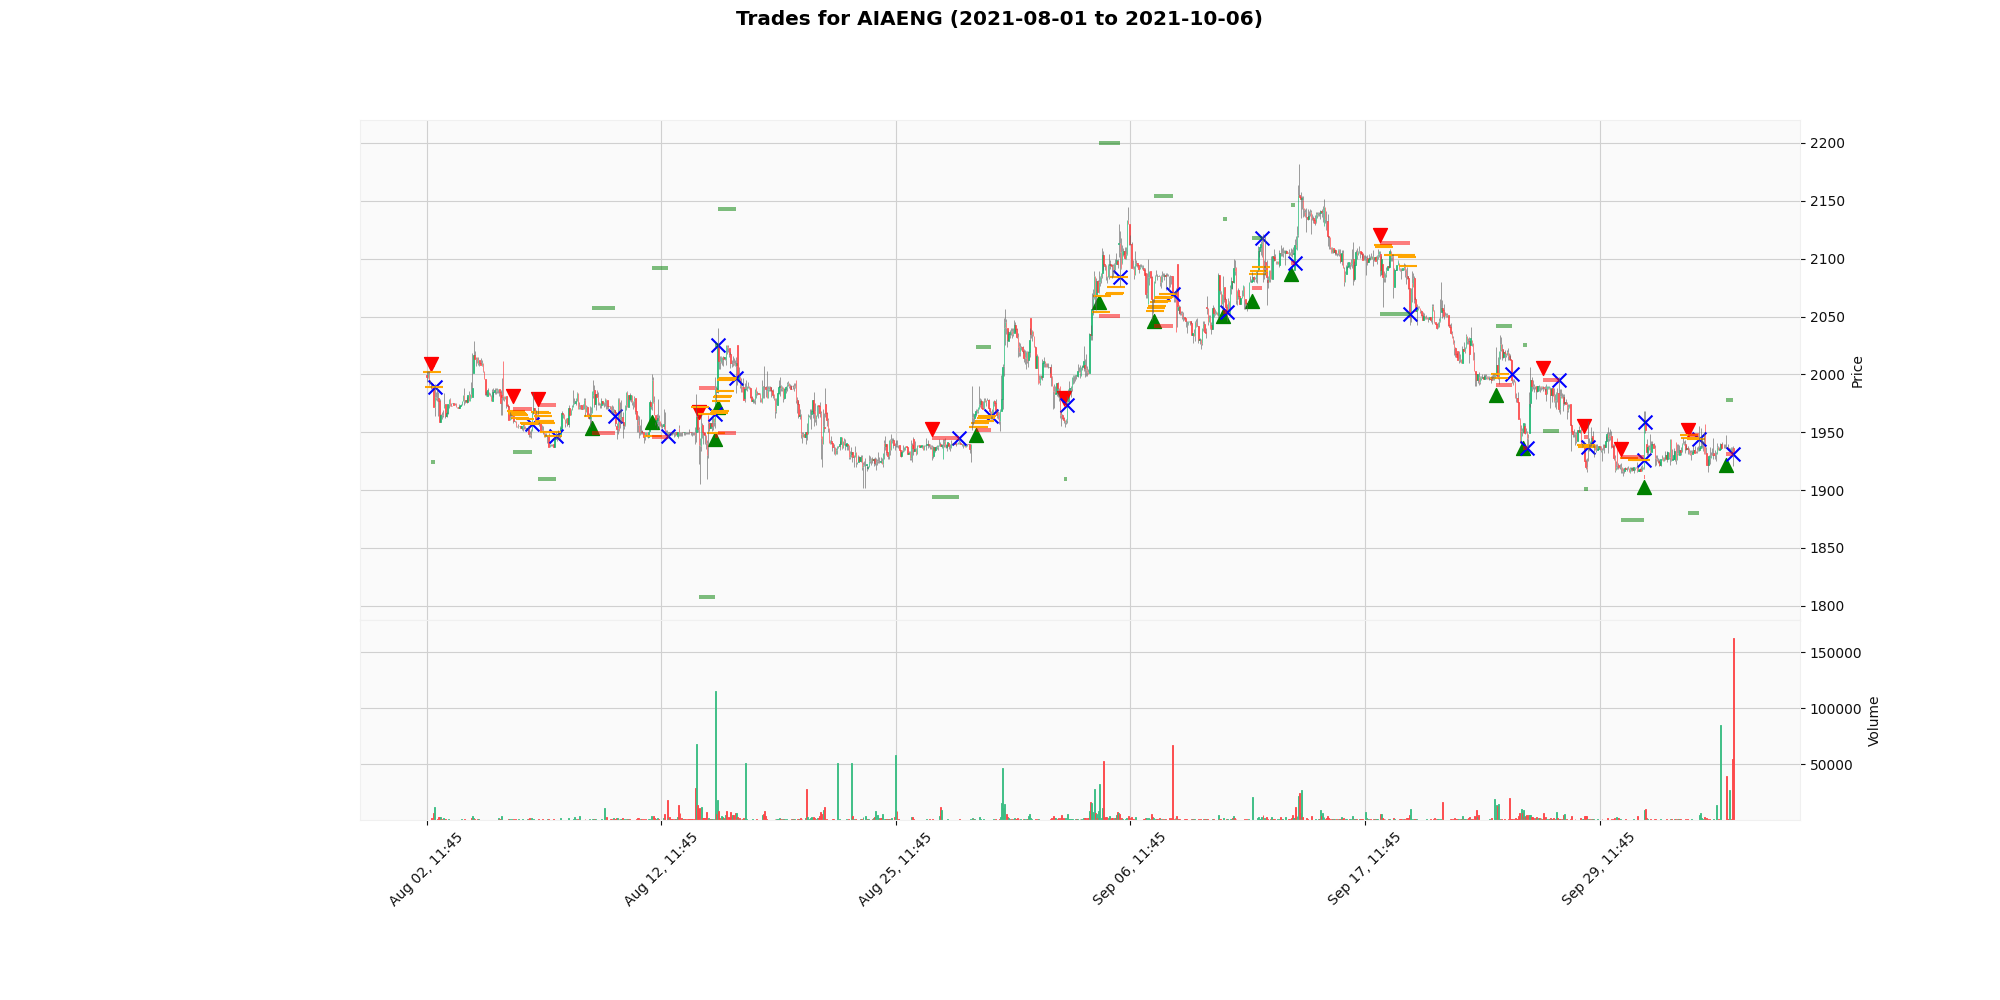 Trades for AIAENG (2021-08-01 to 2021-10-06)
2200
2150
2100
2050
2000
1950
1900
1850
1800
Price
150000
100000
50000
Volume
Aug 02, 11:45
Aug 12, 11:45
Aug 25, 11:45
Sep 06, 11:45
Sep 17, 11:45
Sep 29, 11:45